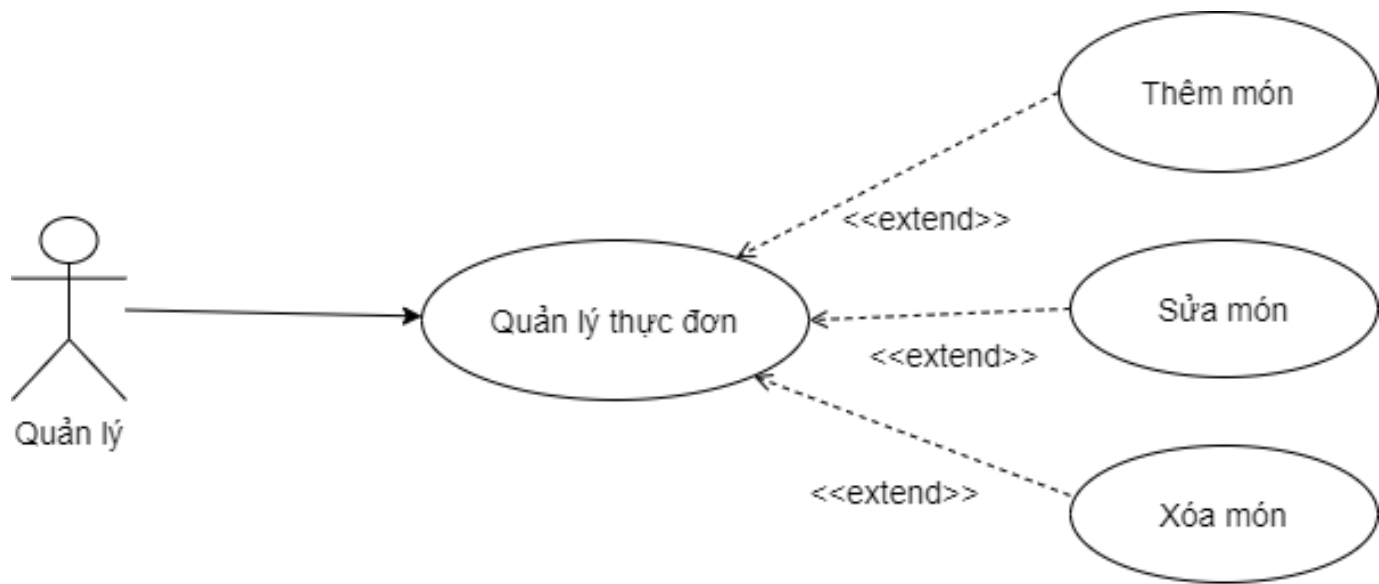 Thêm món
<<extend>>
Quản lý thực đơn
Sửa món
<<extend>>
Quản lý
<<extend>>
Xóa món